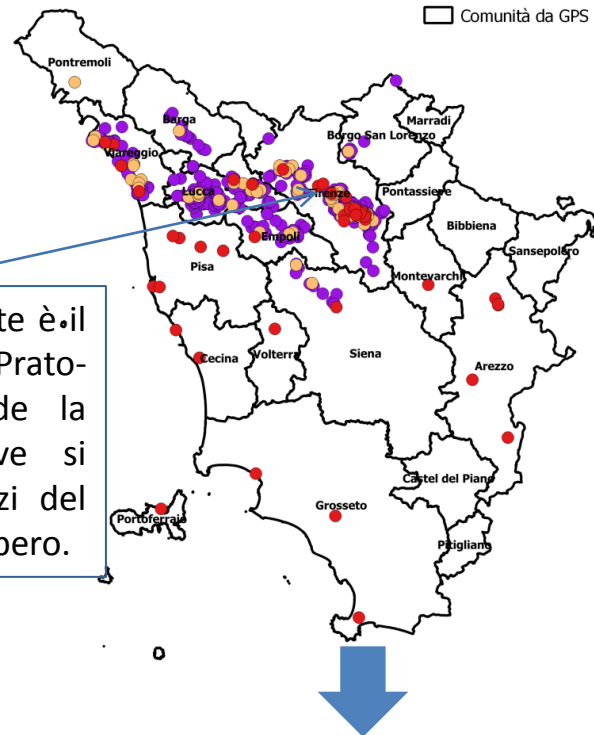 Comunità da GPS
Pontremoli
Barga
Marradi
Borgo San Lorenzo
Viareggio
Lucca
Firenze
Pontassieve
Bibbiena
Empoli
Sansepolcro
Pisa
Montevarchi
te è il
Prato-
de la
ve si
zi del
pero.
Cecina
Volterra
Siena
Arezzo
Castel del Piano
Grosseto
Portoferraio
Pitigliano